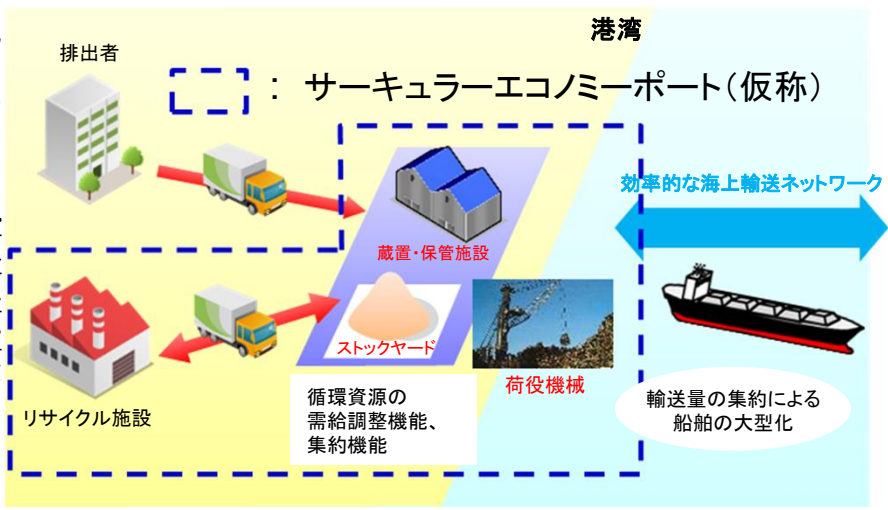 港湾
排出者
: サーキュラーエコノミーポート(仮称)
効率的な海上輸送ネットワーク
蔵置・保管施設
ストックヤード
荷役機械
リサイクル施設
循環資源の
需給調整機能、
集約機能
輸送量の集約による
船舶の大型化